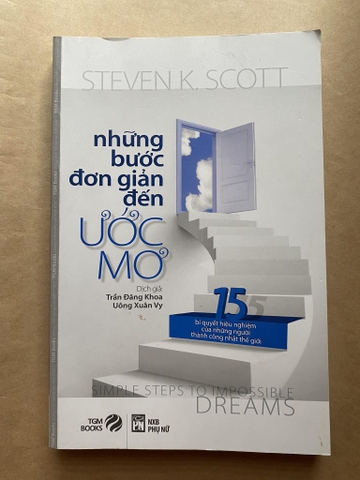 STEVEN K. SCOTT
những
bước
đơn giản
đến
ƯỚC
MƠ
Dịch giả:
Trần Đăng Khoa
Uông Xuân Vy
15
bí quyết hiệu nghiệm
của những người
thành công nhất thế giới
SIMPLE STEPS TO IMPOSSIBLE
DREAMS
TGM
BOOKS
PN
NXB
PHỤ NỮ